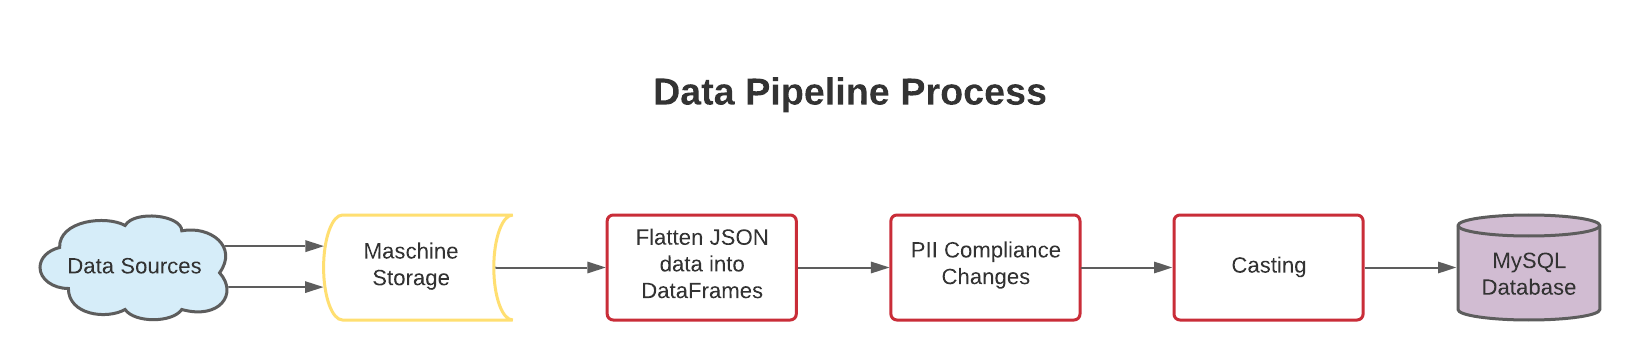 Data Pipeline Process
Data Sources
Maschine
Storage
Flatten JSON
data into
DataFrames
PII Compliance
Changes
Casting
MySQL
Database